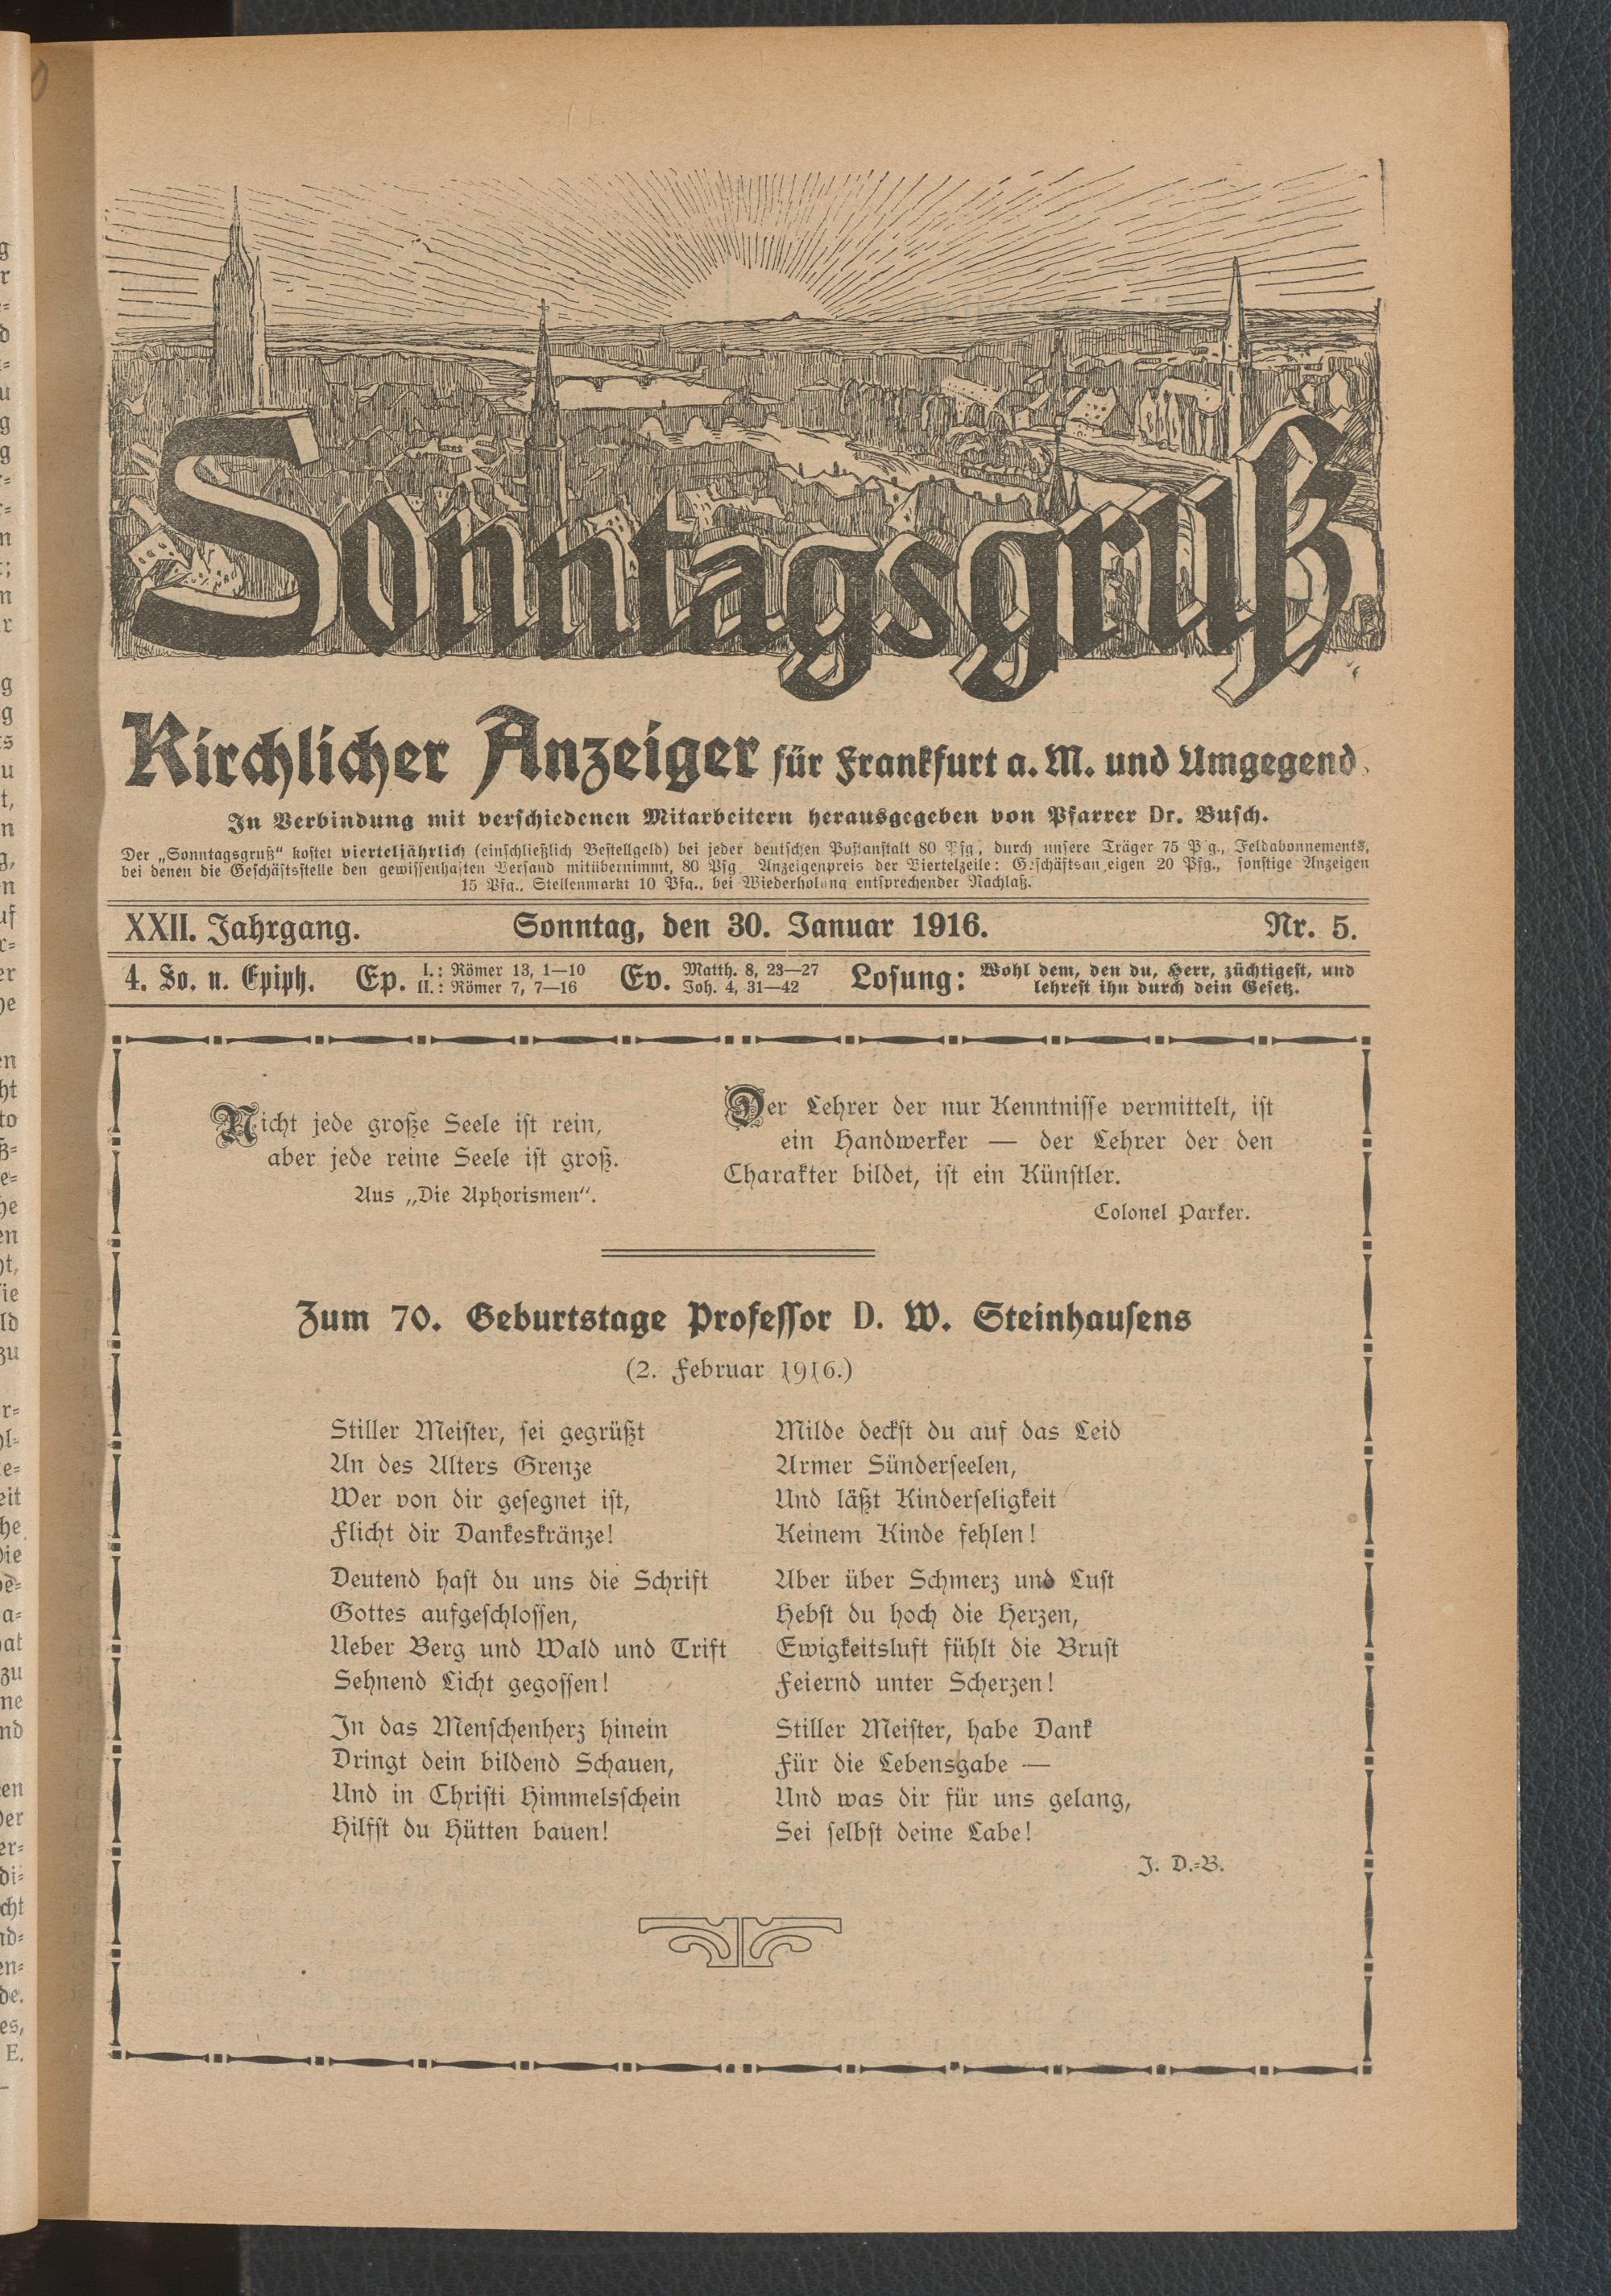 Sonntagsgruß
Kirchlicher Anzeiger für Frankfurt a. M. und Umgegend.
In Verbindung mit verschiedenen Mitarbeitern herausgegeben von Pfarrer Dr. Busch.
Der „Sonntagsgruß“ kostet vierteljährlich (einschließlich Bestellgeld) bei jeder deutschen Postanstalt 80 Pfg., durch unsere Träger 75 Pfg., Feldabonnements,
bei denen die Geschäftsstelle den gewissenhaften Versand mitübernimmt, 80 Pfg. Anzeigenpreis der Viertelzeile: Geschäftsanzeigen 20 Pfg., sonstige Anzeigen
15 Pfg., Stellenmarkt 10 Pfg., bei Wiederholung entsprechender Nachlaß.
XXII. Jahrgang. Sonntag, den 30. Januar 1916. Nr. 5.
4. So. n. Epiph. Ep. I.: Römer 13, 1—10 II.: Römer 7, 7—16 Ev. Matth. 8, 23—27 Joh. 4, 31—42 Losung: Wohl dem, den du, Herr, züchtigest, und lehrest ihn durch dein Gesetz.
Nicht jede große Seele ist rein,
aber jede reine Seele ist groß.
Aus „Die Aphorismen“.
Der Lehrer der nur Kenntnisse vermittelt, ist
ein Handwerker — der Lehrer der den
Charakter bildet, ist ein Künstler.
Colonel Parker.
Zum 70. Geburtstage Professor D. W. Steinhausens
(2. Februar 1916.)
Stiller Meister, sei gegrüßt
An des Alters Grenze
Wer von dir gesegnet ist,
Flicht dir Dankeskränze!
Deutend hast du uns die Schrift
Gottes aufgeschlossen,
Ueber Berg und Wald und Trift
Sehnend Licht gegossen!
In das Menschenherz hinein
Dringt dein bildend Schauen,
Und in Christi Himmelsschein
Hilfst du Hütten bauen!
Milde deckst du auf das Leid
Armer Sünderseelen,
Und läßt Kinderseligkeit
Keinem Kinde fehlen!
Aber über Schmerz und Lust
Hebst du hoch die Herzen,
Ewigkeitsluft fühlt die Brust
Feiernd unter Scherzen!
Stiller Meister, habe Dank
Für die Lebensgabe —
Und was dir für uns gelang,
Sei selbst deine Labe!
J. D.-B.